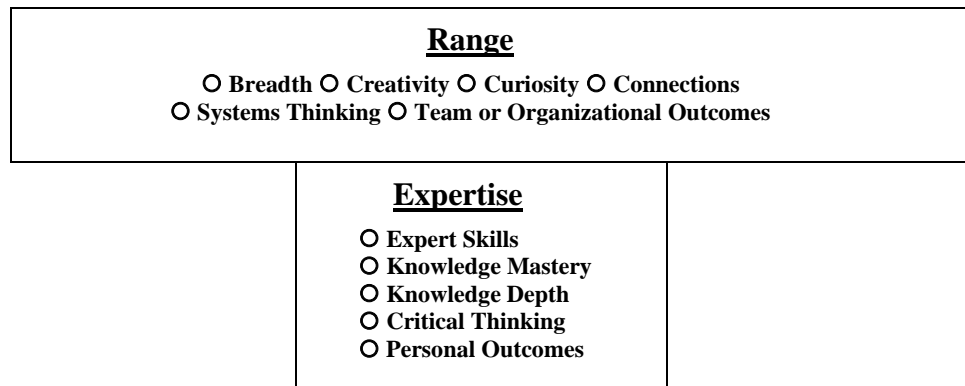 Range
○ Breadth ○ Creativity ○ Curiosity ○ Connections
○ Systems Thinking ○ Team or Organizational Outcomes
Expertise
○ Expert Skills
○ Knowledge Mastery
○ Knowledge Depth
○ Critical Thinking
○ Personal Outcomes